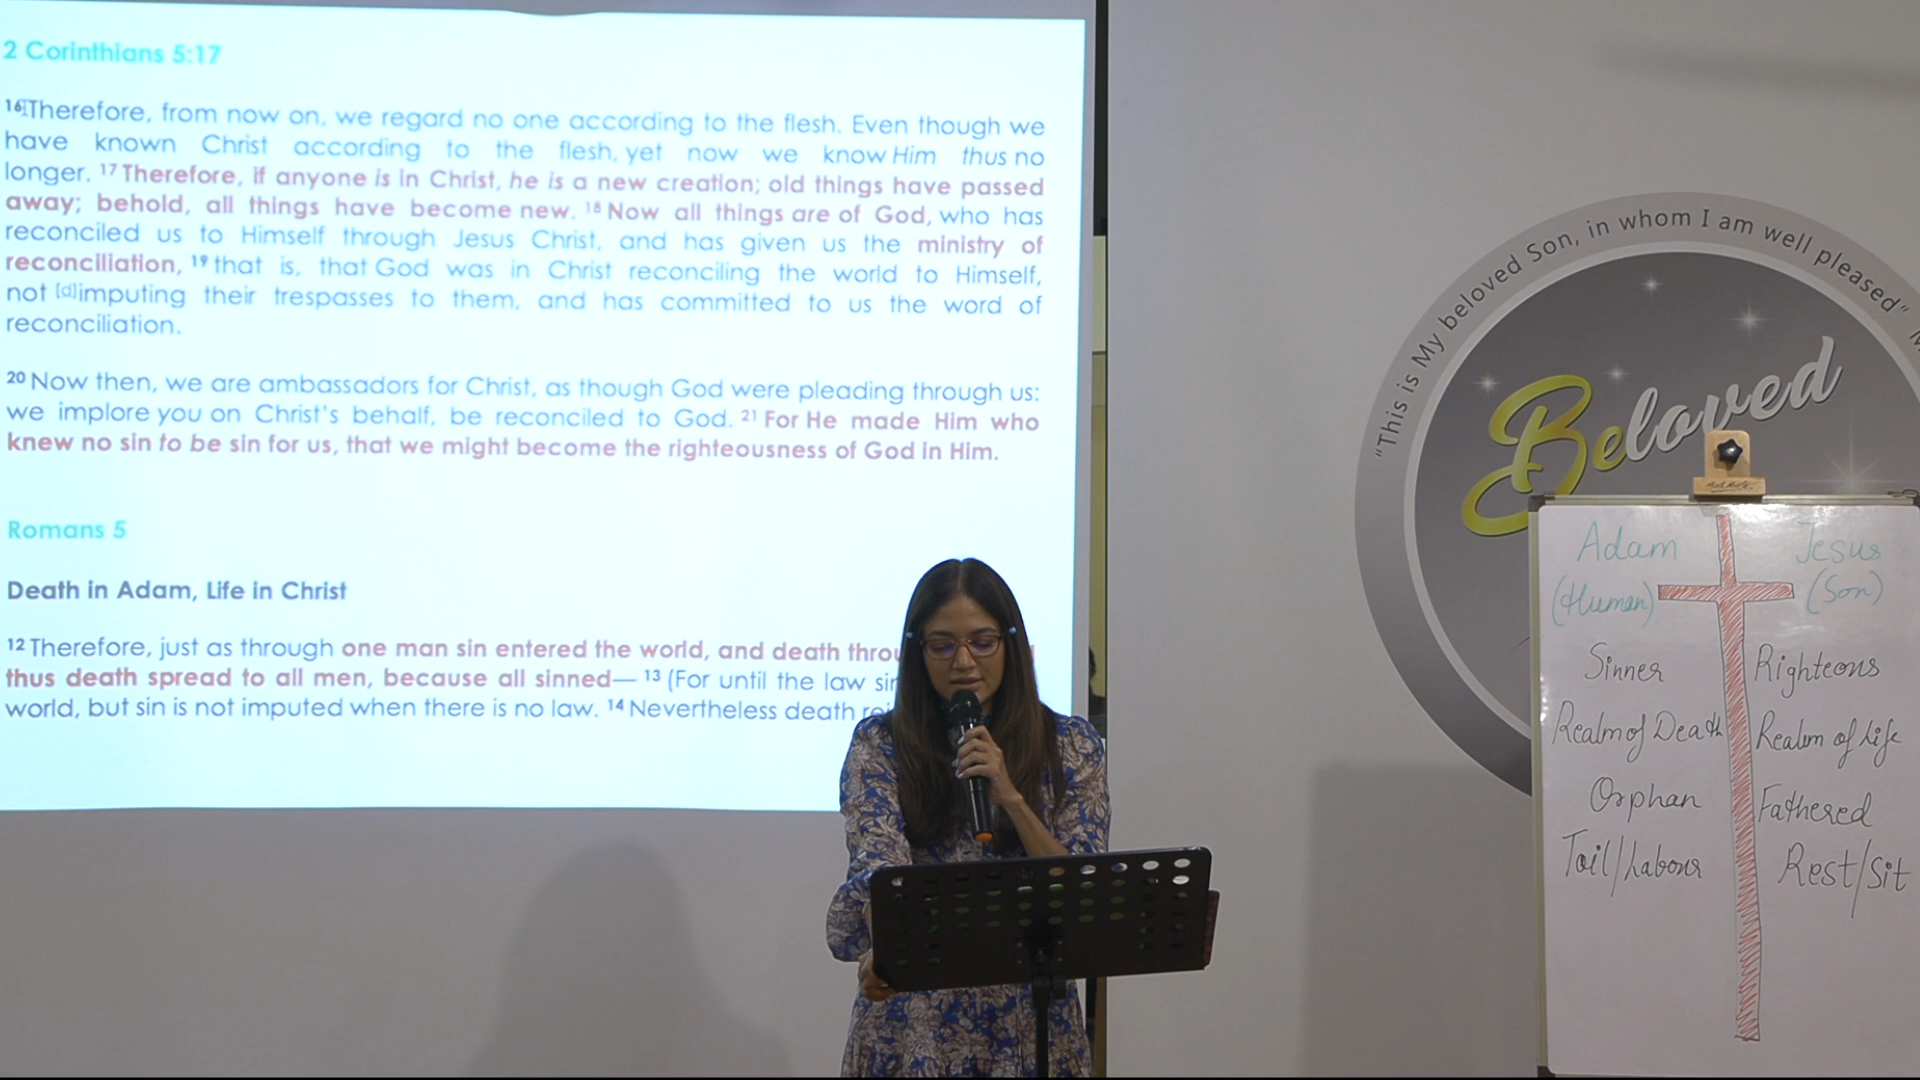 2 Corinthians 5:17
16 Therefore, from now on, we regard no one according to the flesh. Even though we
have known Christ according to the flesh, yet now we know Him thus no
longer. 17 Therefore, if anyone is in Christ, he is a new creation; old things have passed
away; behold, all things have become new. 18 Now all things are of God, who has
reconciled us to Himself through Jesus Christ, and has given us the ministry of
reconciliation, 19 that is, that God was in Christ reconciling the world to Himself,
not [d]imputing their trespasses to them, and has committed to us the word of
reconciliation.
20 Now then, we are ambassadors for Christ, as though God were pleading through us:
we implore you on Christ's behalf, be reconciled to God. 21 For He made Him who
knew no sin to be sin for us, that we might become the righteousness of God in Him.
Romans 5
Death in Adam, Life in Christ
12 Therefore, just as through one man sin entered the world, and death
thus death spread to all men, because all sinned— 13 (For until the law
world, but sin is not imputed when there is no law. 14 Nevertheless death
"This is My beloved Son, in whom I am well pleased"
Beloved
Adam Jesus
(Human) (Son)
Sinner Righteous
Realm of Death Realm of Life
Orphan Fathered
Toil/Labour Rest/Sit